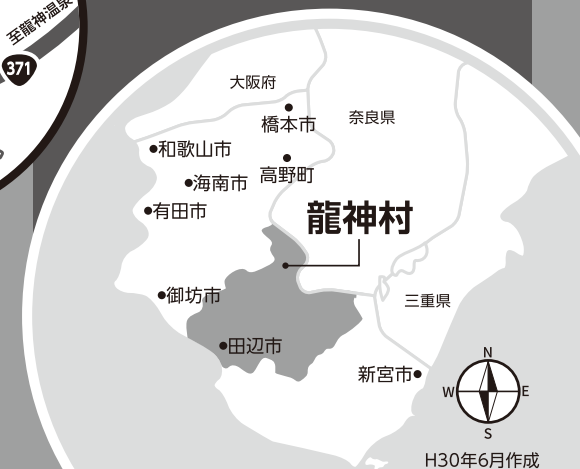 至龍神温泉
371
大阪府
橋本市
奈良県
和歌山市
高野町
海南市
有田市
龍神村
御坊市
三重県
田辺市
新宮市
N
W
E
S
H30年6月作成